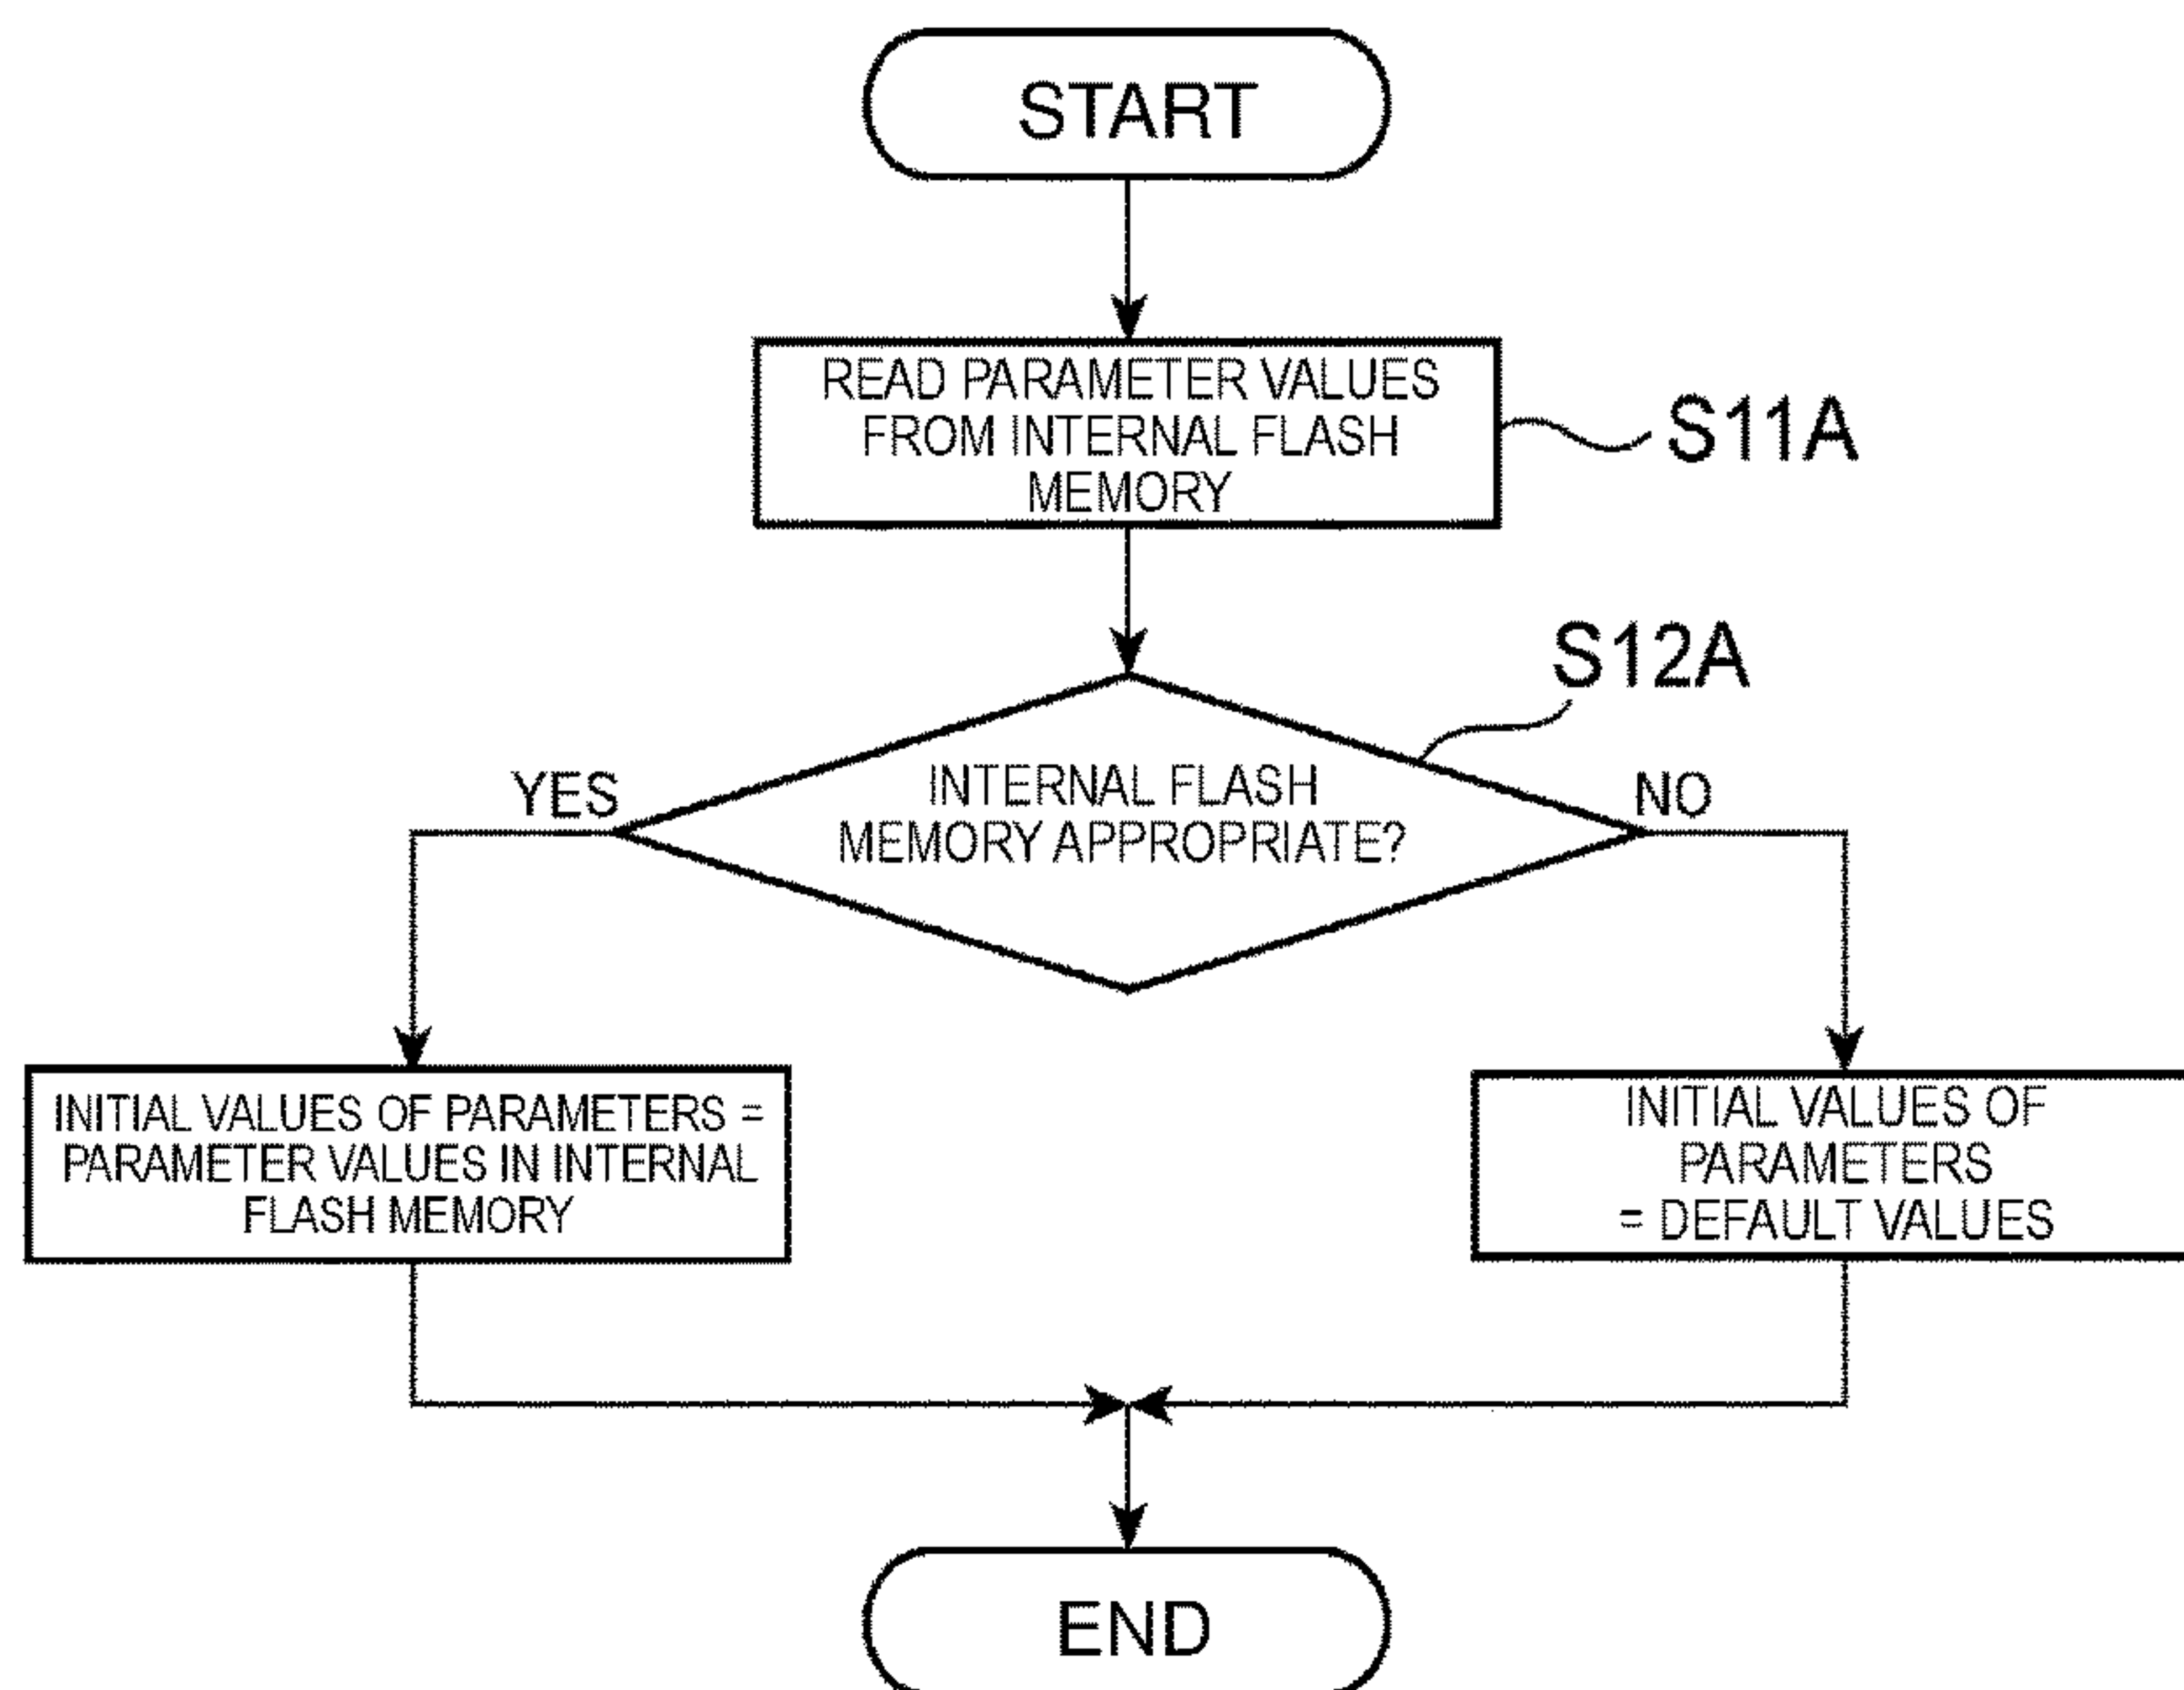 START
READ PARAMETER VALUES
FROM INTERNAL FLASH
MEMORY
S11A
S12A
YES
INTERNAL FLASH
MEMORY APPROPRIATE?
NO
INITIAL VALUES OF PARAMETERS =
PARAMETER VALUES IN INTERNAL
FLASH MEMORY
INITIAL VALUES OF
PARAMETERS
= DEFAULT VALUES
END